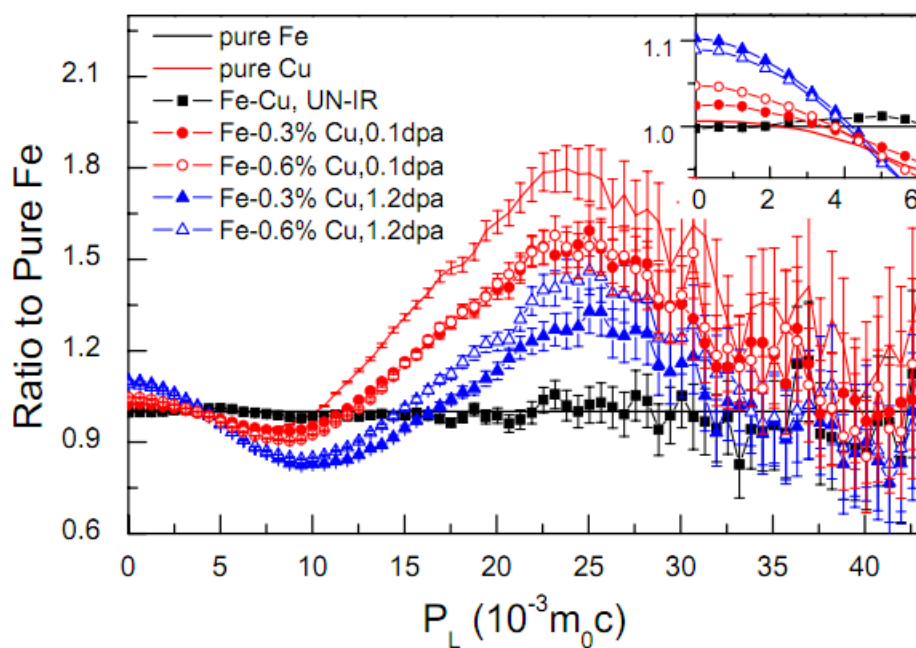 2.1
1.8
1.5
1.2
0.9
0.6
Ratio to Pure Fe
pure Fe
pure Cu
Fe-Cu, UN-IR
Fe-0.3% Cu,0.1dpa
Fe-0.6% Cu,0.1dpa
Fe-0.3% Cu,1.2dpa
Fe-0.6% Cu,1.2dpa
1.1
1.0
0 2 4 6
0 5 10 15 20 25 30 35 40
P_L (10^-3 m_0c)